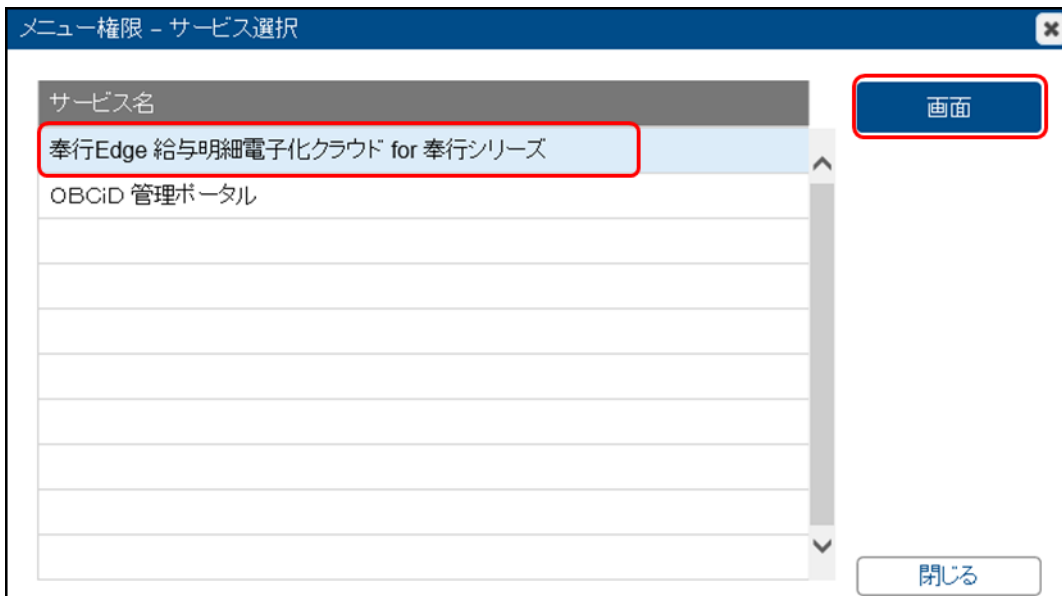 メニュー権限 – サービス選択
サービス名
画面
奉行Edge 給与明細電子化クラウド for 奉行シリーズ
OBCiD 管理ポータル
閉じる